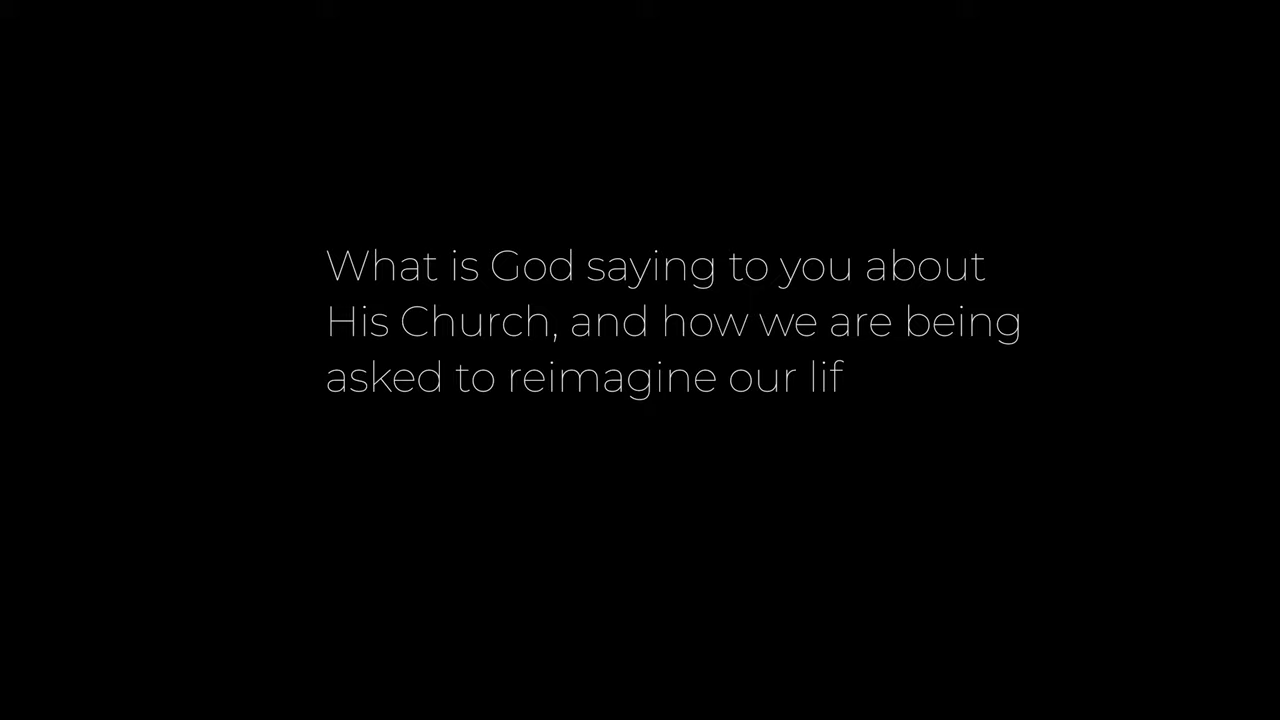 What is God saying to you about
His Church, and how we are being
asked to reimagine our lif